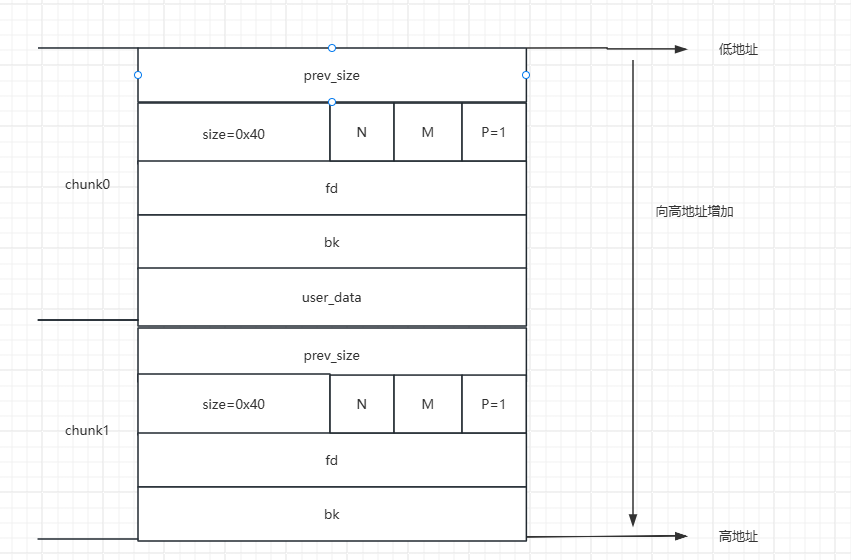 低地址
prev_size
size=0x40
N
M
P=1
chunk0
fd
向高地址增加
bk
user_data
prev_size
size=0x40
N
M
P=1
chunk1
fd
bk
高地址